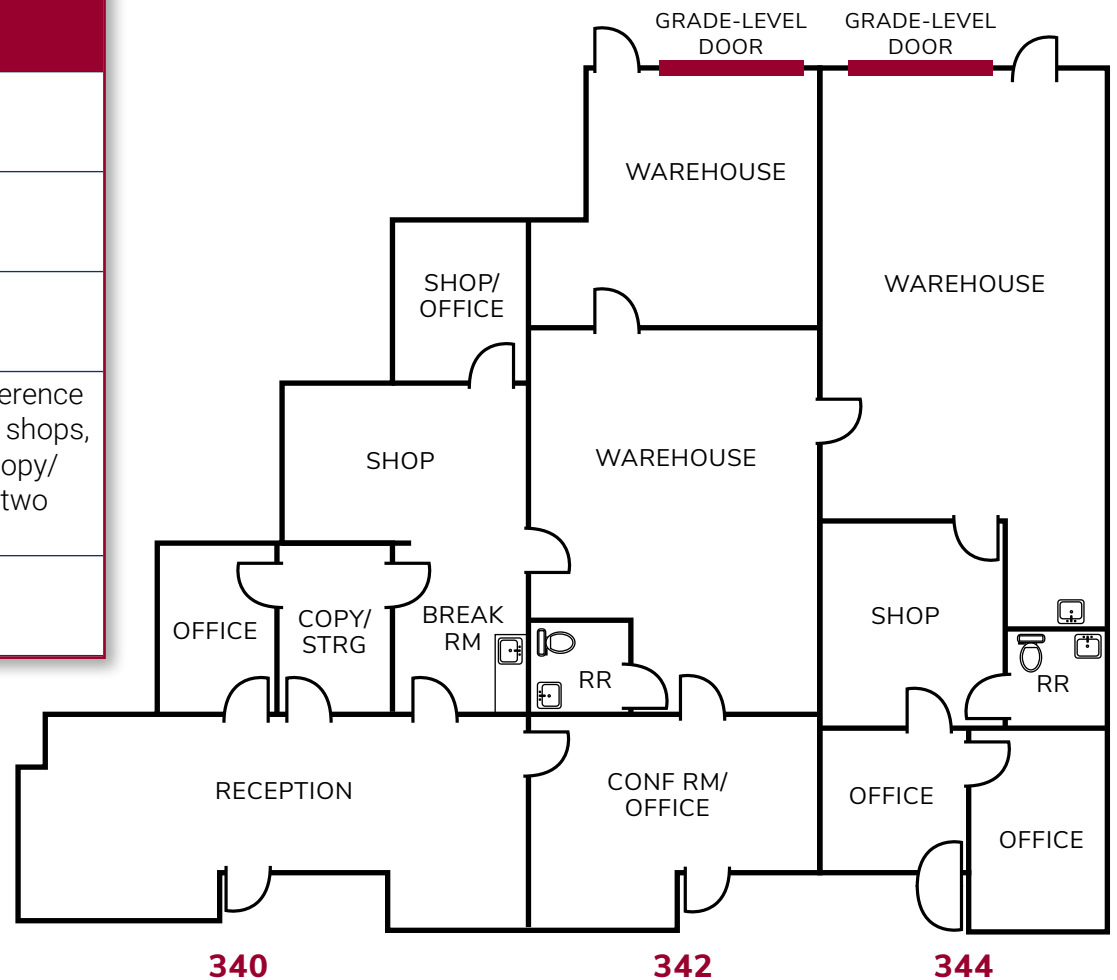 GRADE-LEVEL
DOOR
GRADE-LEVEL
DOOR
WAREHOUSE
SHOP/
OFFICE
WAREHOUSE
erence
shops,
opy/
two
SHOP
WAREHOUSE
OFFICE
COPY/
STRG
BREAK
RM
RR
SHOP
RR
RECEPTION
CONF RM/
OFFICE
OFFICE
OFFICE
340
342
344